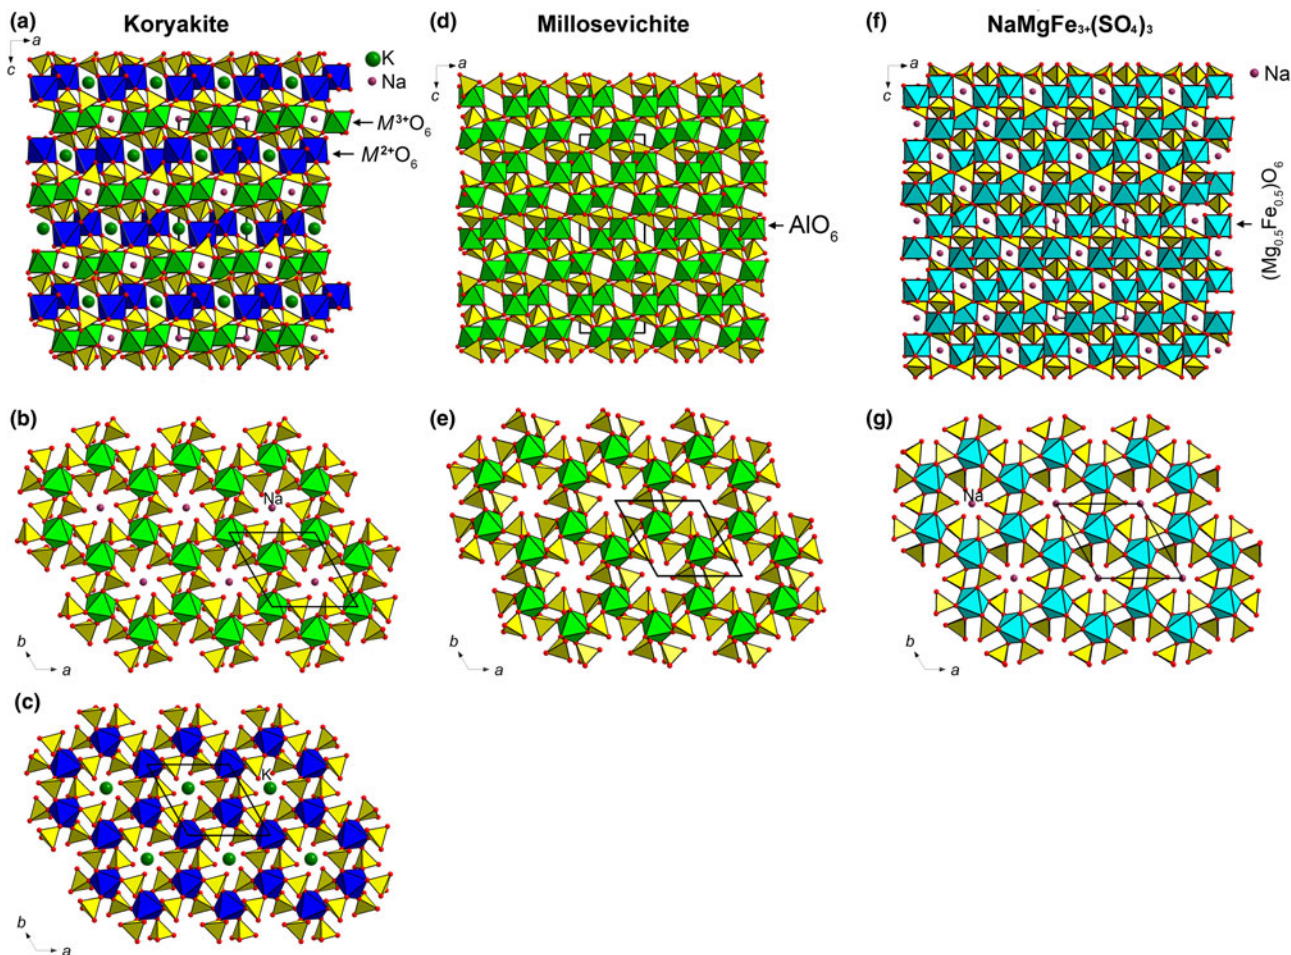 (a) Koryakite
a
c
K
Na
M³⁺O₆
M²⁺O₆
(d) Millosevichite
a
c
AlO₆
(f) NaMgFe₃₊(SO₄)₃
a
c
Na
(Mg₀.₅Fe₀.₅)O₆
(b)
Na
b
a
(e)
b
a
(g)
Na
b
a
(c)
K
b
a